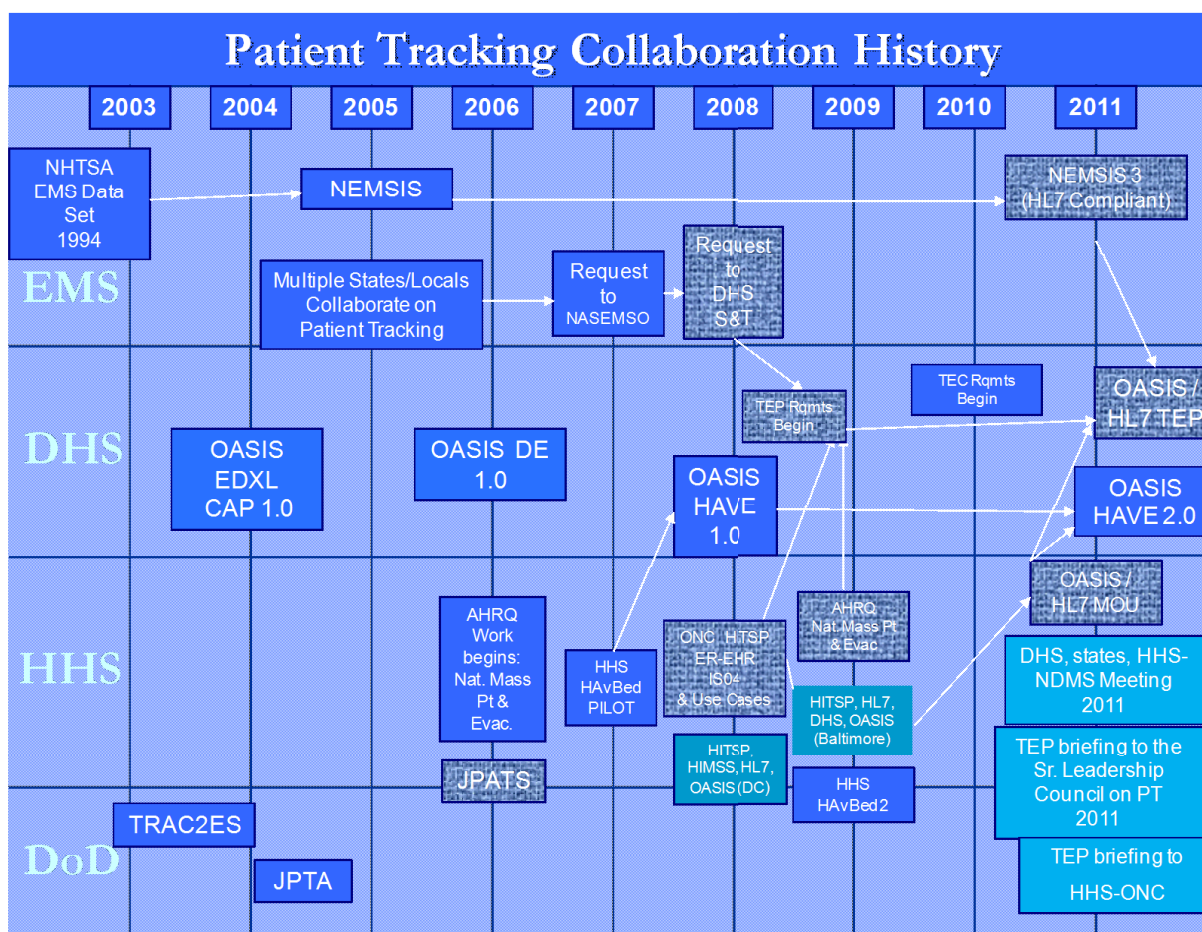 Patient Tracking Collaboration History
2003
2004
2005
2006
2007
2008
2009
2010
2011
EMS
NHTSA
EMS Data
Set
1994
NEMSIS
NEMSIS 3
(HL7 Compliant)
Multiple States/Locals
Collaborate on
Patient Tracking
Request
to
NASEMSO
Request
to
DHS
S&T
DHS
OASIS
EDXL
CAP 1.0
OASIS DE
1.0
OASIS
HAVE
1.0
TEP Rqmts
Begin
TEC Rqmts
Begin
OASIS /
HL7 TEP
OASIS
HAVE 2.0
HHS
AHRQ
Work
begins:
Nat. Mass
Pt &
Evac.
JPATS
HHS
HAvBed
PILOT
ONC, HITSP
ER-EHR
IS04
& Use Cases
HITSP,
HIMSS, HL7,
OASIS (DC)
AHRQ
Nat. Mass Pt
& Evac
HITSP, HL7,
DHS, OASIS
(Baltimore)
HHS
HAvBed 2
OASIS /
HL7 MOU
DHS, states, HHS-
NDMS Meeting
2011
TEP briefing to the
Sr. Leadership
Council on PT
2011
TEP briefing to
HHS-ONC
DoD
TRAC2ES
JPTA